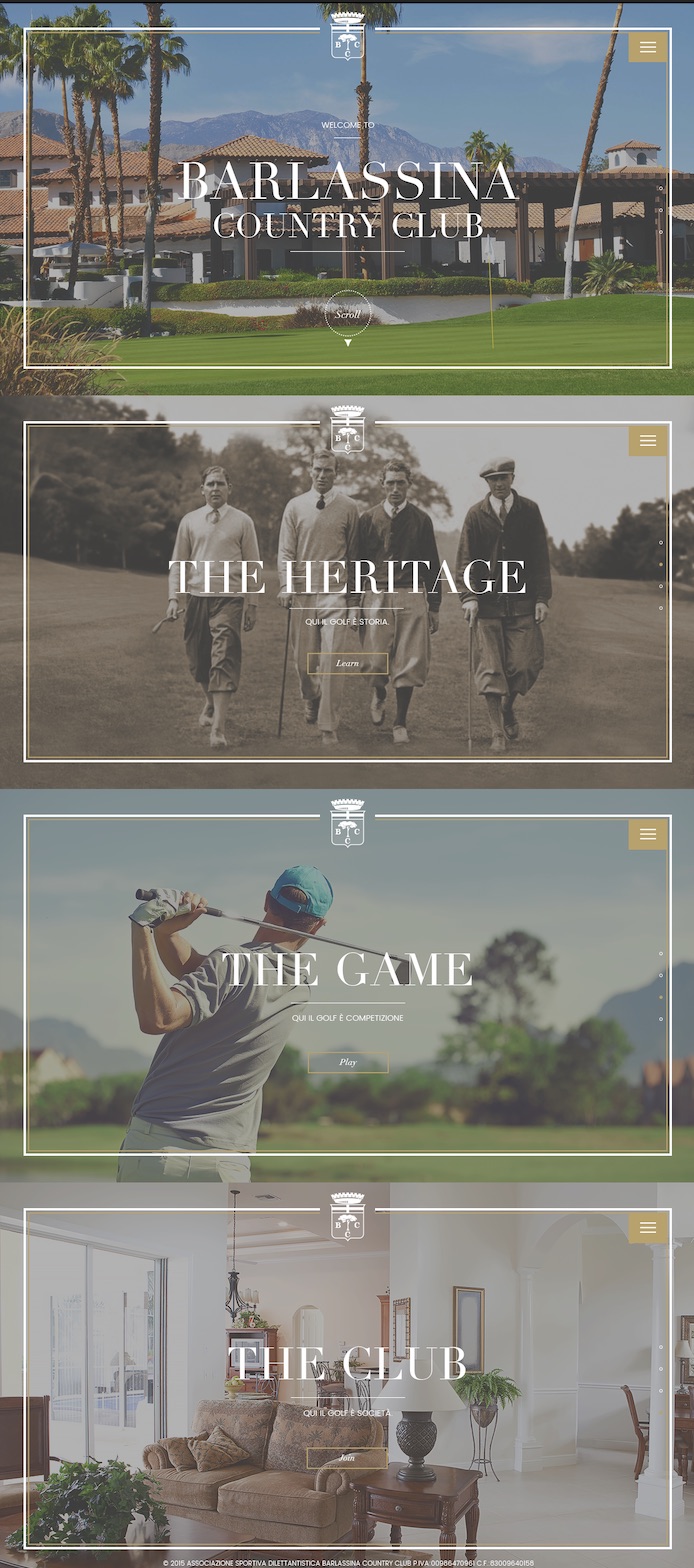 B C
C
WELCOME TO
BARLASSINA
COUNTRY CLUB
Scroll
B C
C
THE HERITAGE
QUI IL GOLF È STORIA.
Learn
B C
C
THE GAME
QUI IL GOLF È COMPETIZIONE
Play
B C
C
THE CLUB
QUI IL GOLF È SOCIETÀ
Join
© 2015 ASSOCIAZIONE SPORTIVA DILETTANTISTICA BARLASSINA COUNTRY CLUB P.IVA 00986470961 C.F.:83009640156